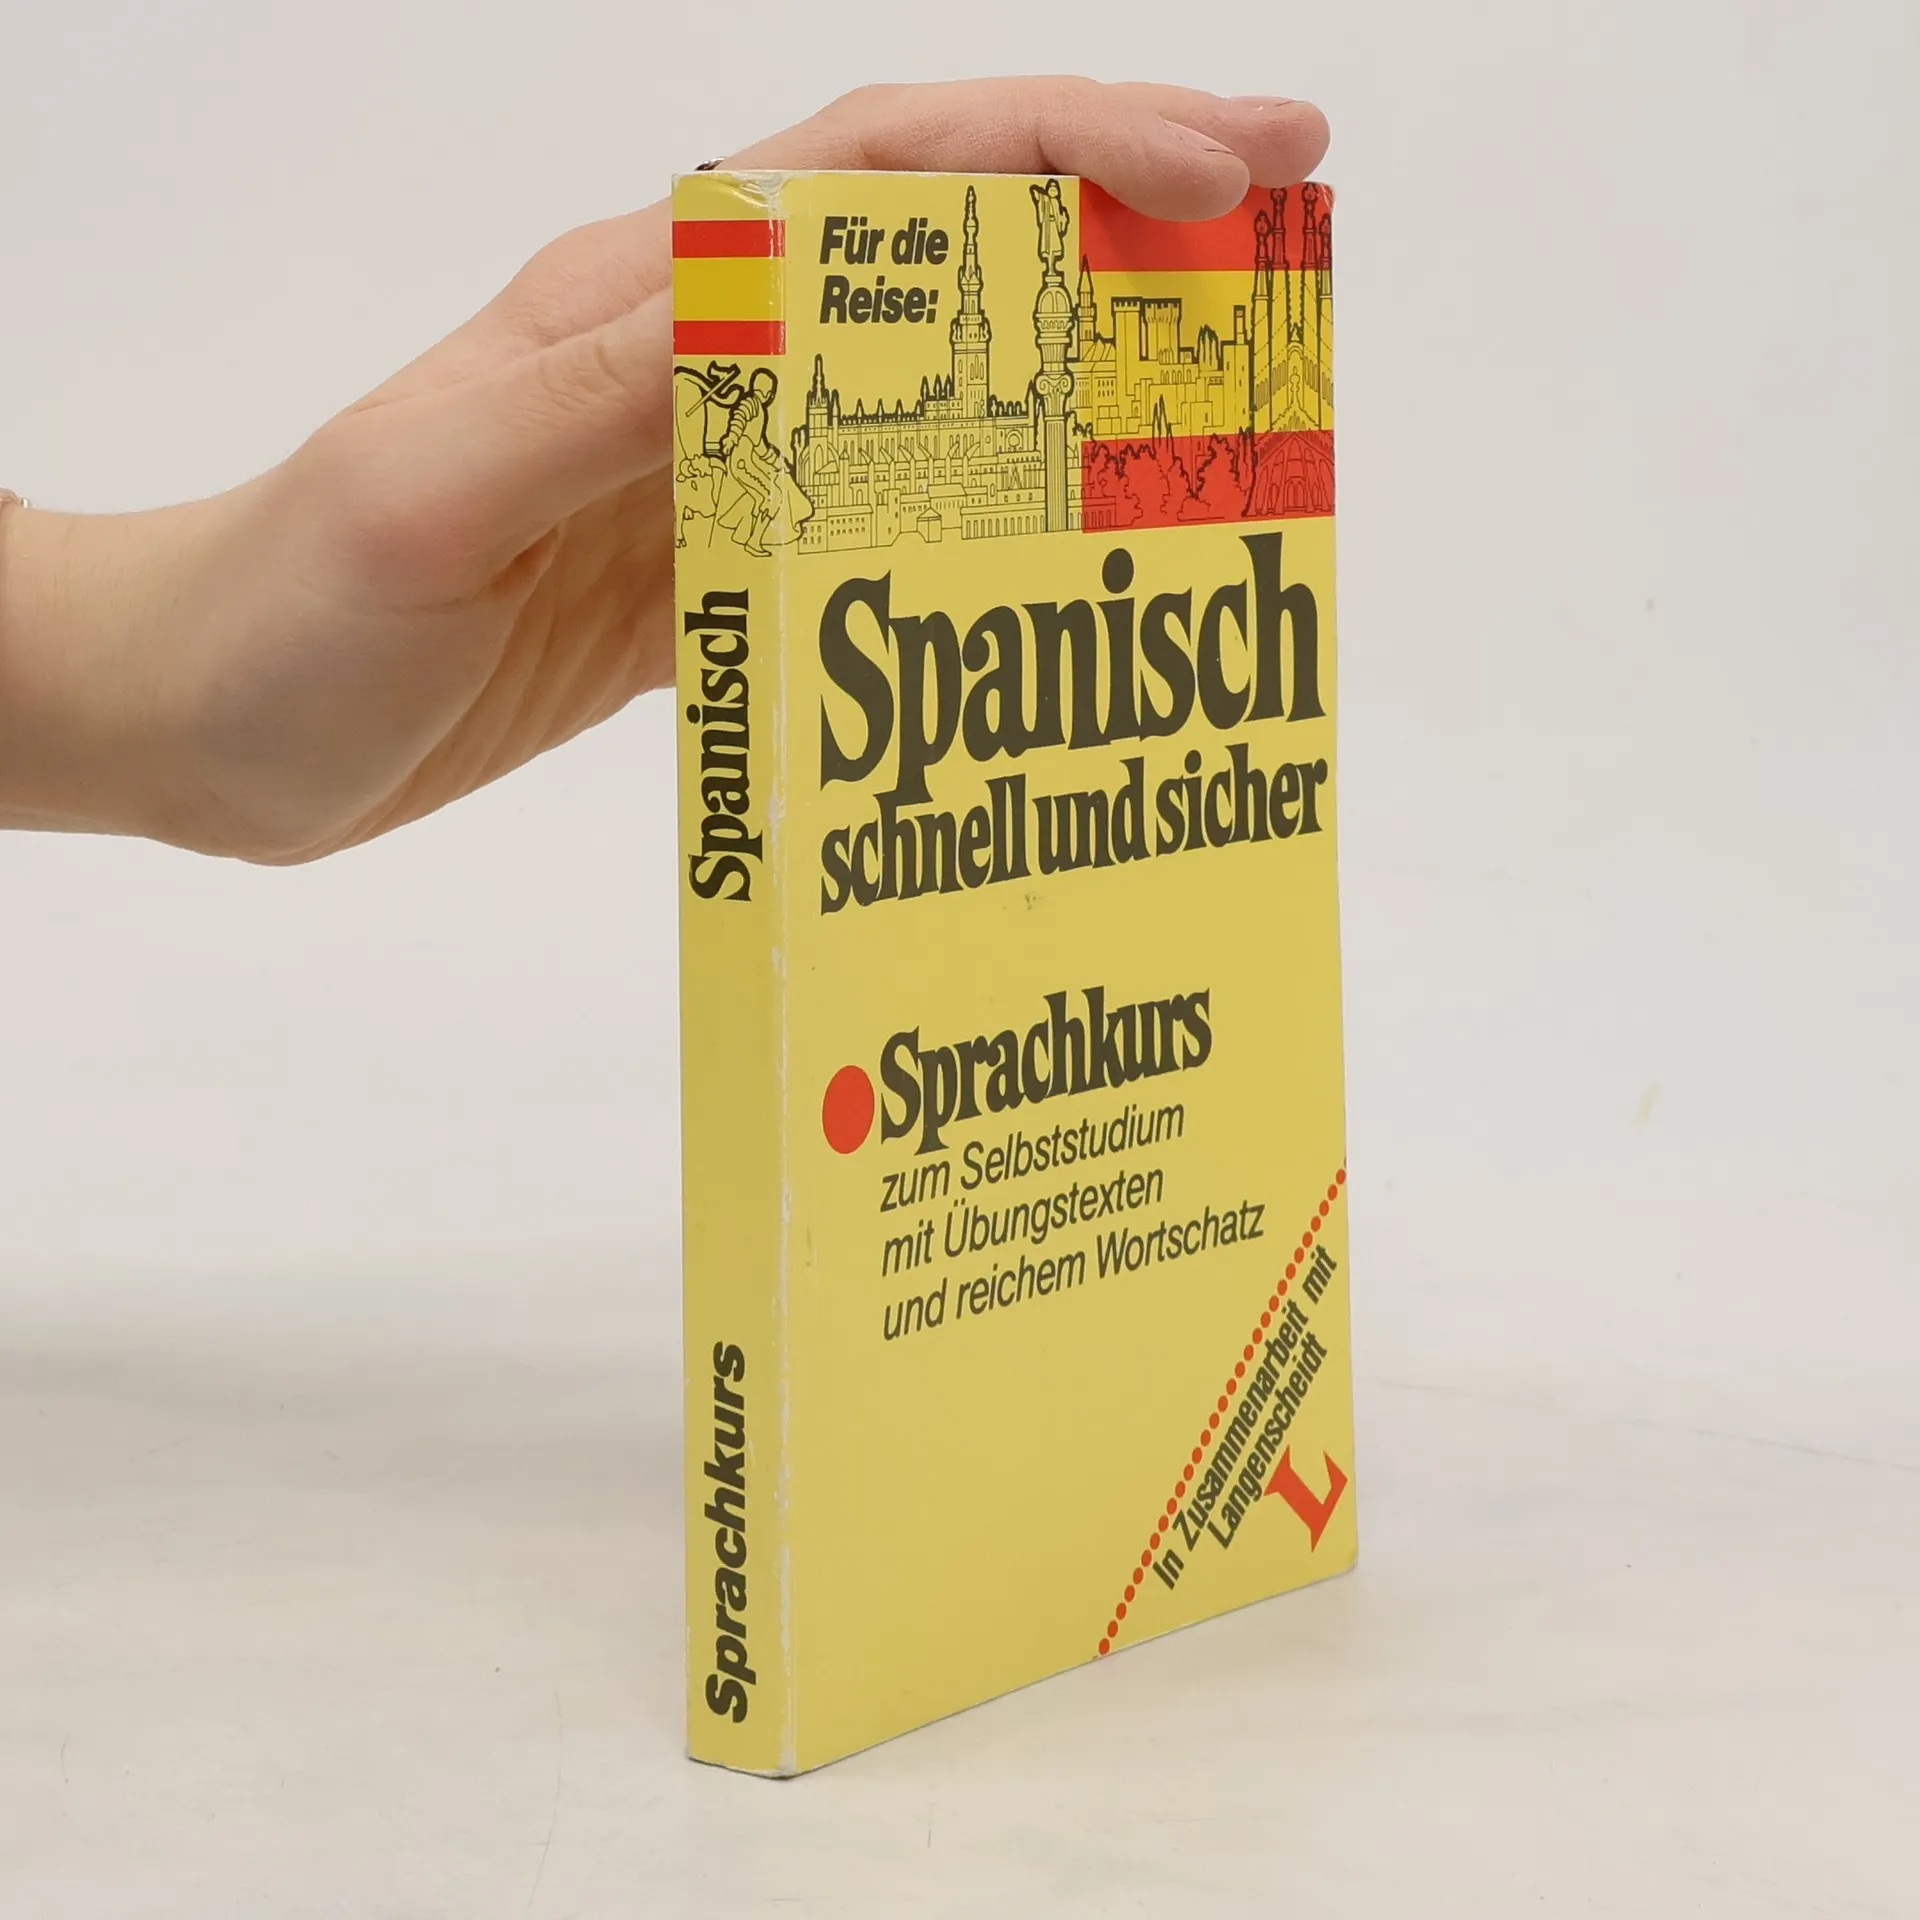 Für die
Reise:
Spanisch
schnell und sicher
Sprachkurs
zum Selbststudium
mit Übungstexten
und reichem Wortschatz
In Zusammenarbeit mit
Langenscheidt
L
Spanisch
Sprachkurs